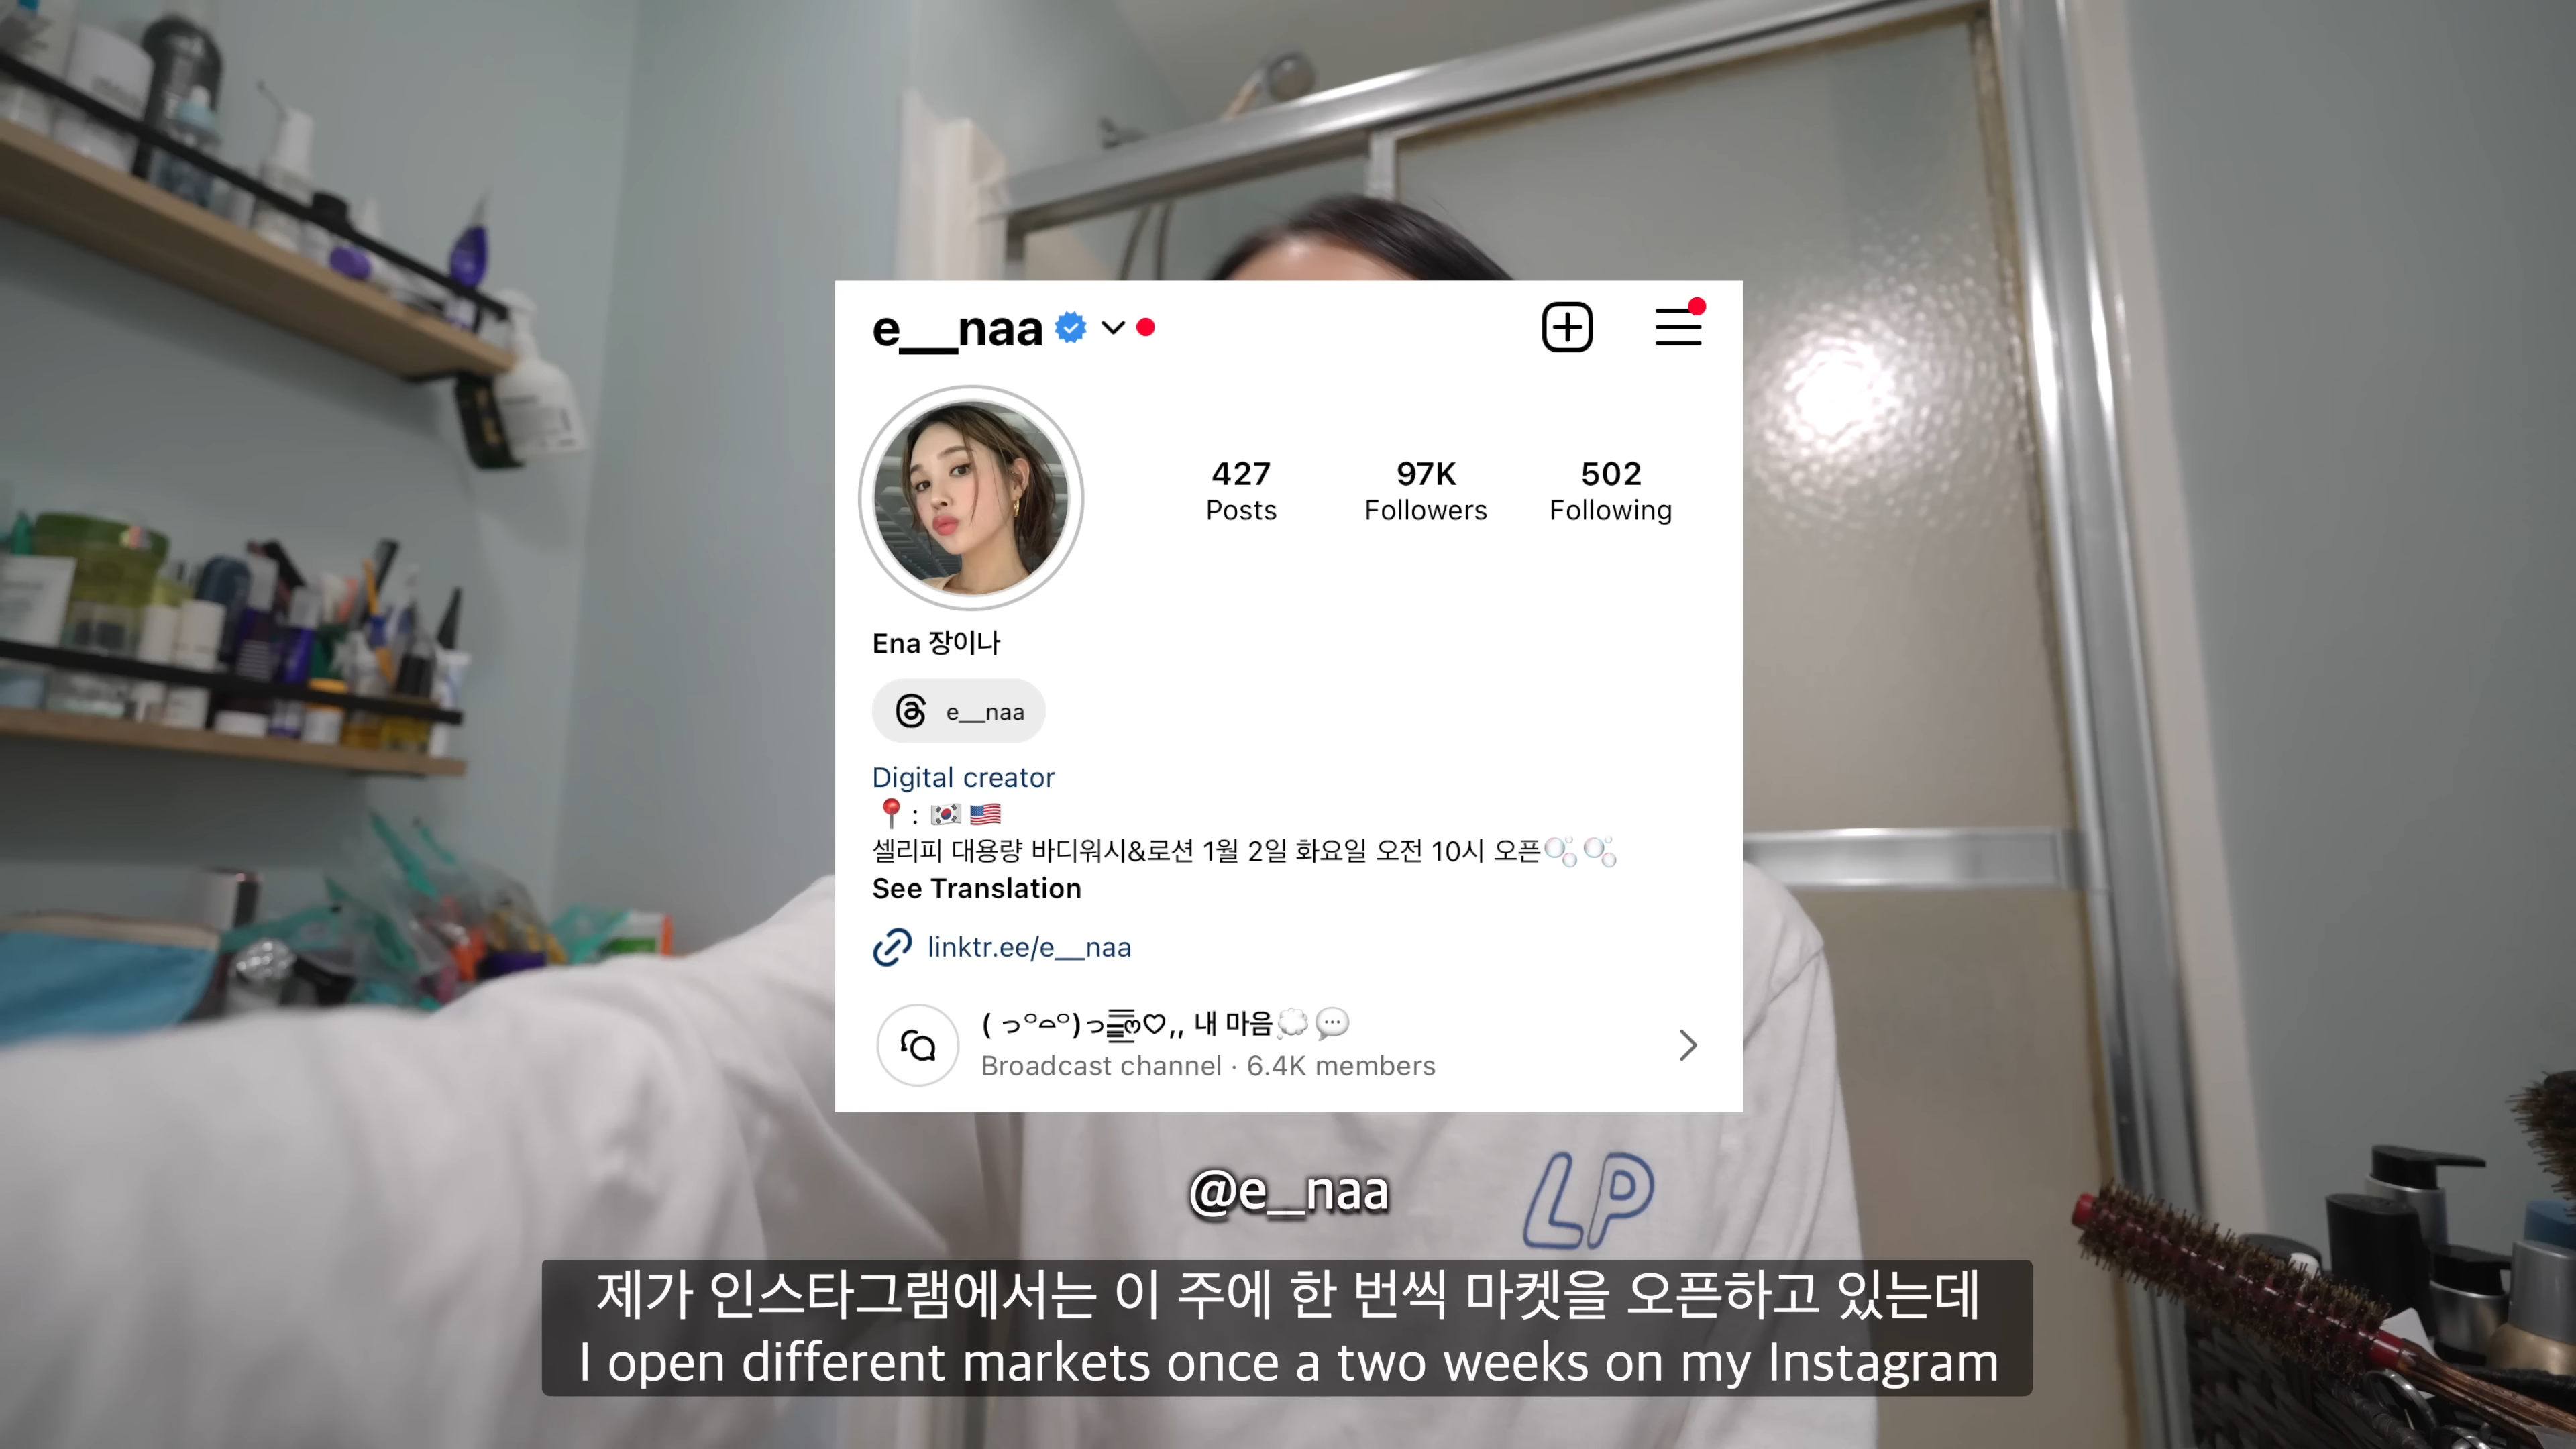 e__naa
427 Posts
97K Followers
502 Following
Ena 장이나
e__naa
Digital creator
📍: 🇰🇷 🇺🇸
셀리피 대용량 바디워시&로션 1월 2일 화요일 오전 10시 오픈🫧🫧
See Translation
linktr.ee/e__naa
내 마음💭💬
Broadcast channel · 6.4K members
@e__naa
LP
제가 인스타그램에서는 이 주에 한 번씩 마켓을 오픈하고 있는데
I open different markets once a two weeks on my Instagram